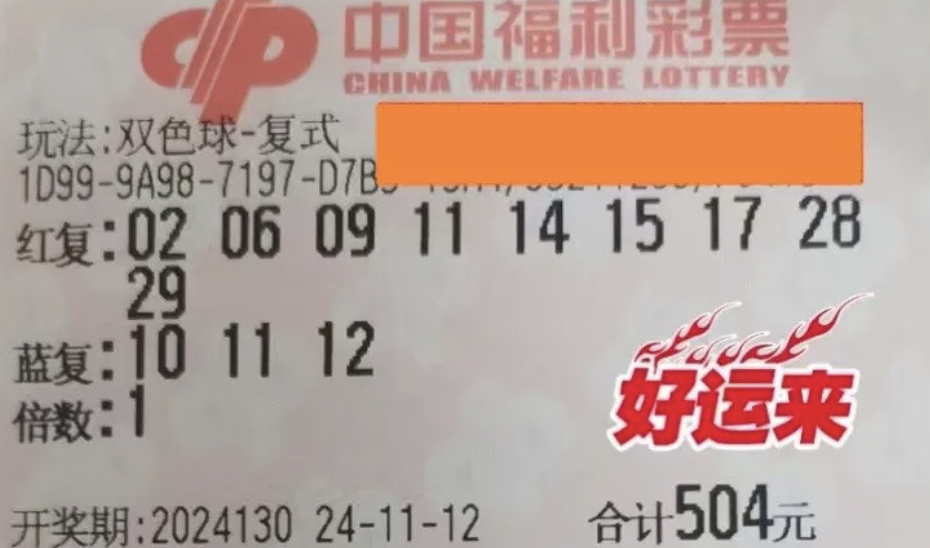 中国福利彩票
CHINA WELFARE LOTTERY
玩法:双色球-复式
1D99-9A98-7197-D7B
红复:02 06 09 11 14 15 17 28
29
蓝复:10 11 12
倍数:1
好运来
开奖期:2024130 24-11-12 合计504元